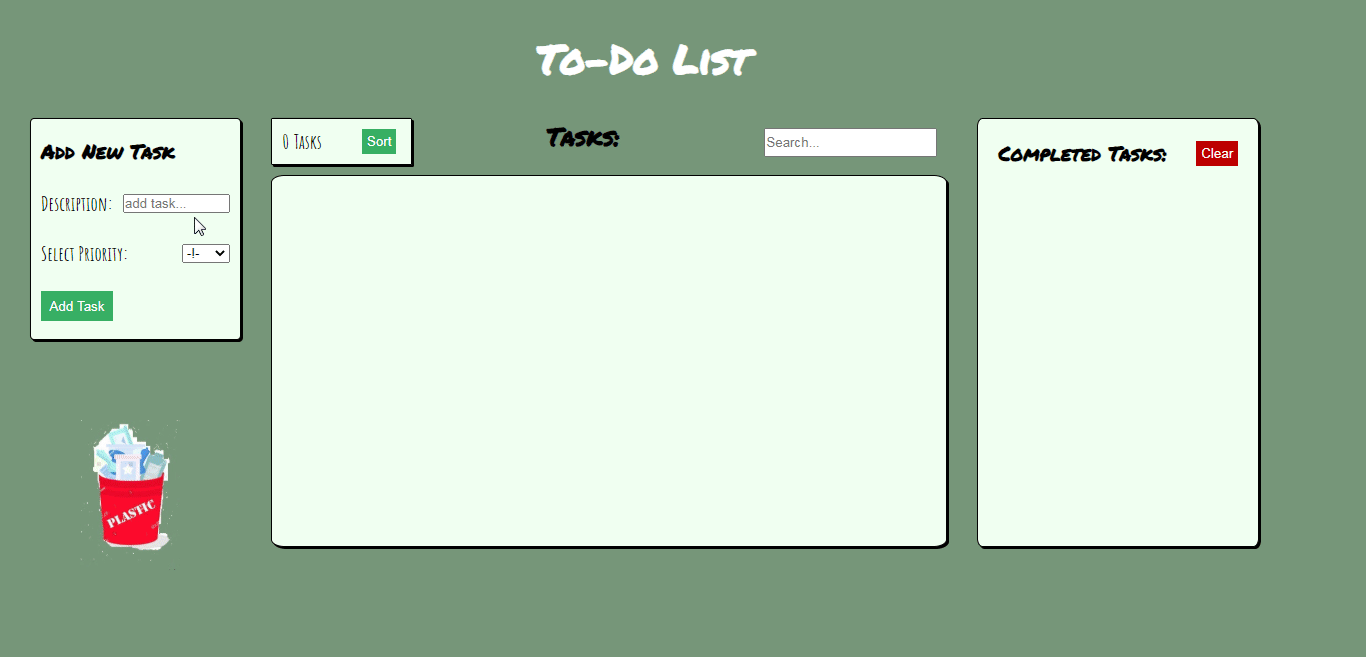 To-Do List
Add New Task
Description: add task...
Select Priority: -!-
Add Task
PLASTIC
0 Tasks Sort
Tasks:
Search...
Completed Tasks: Clear